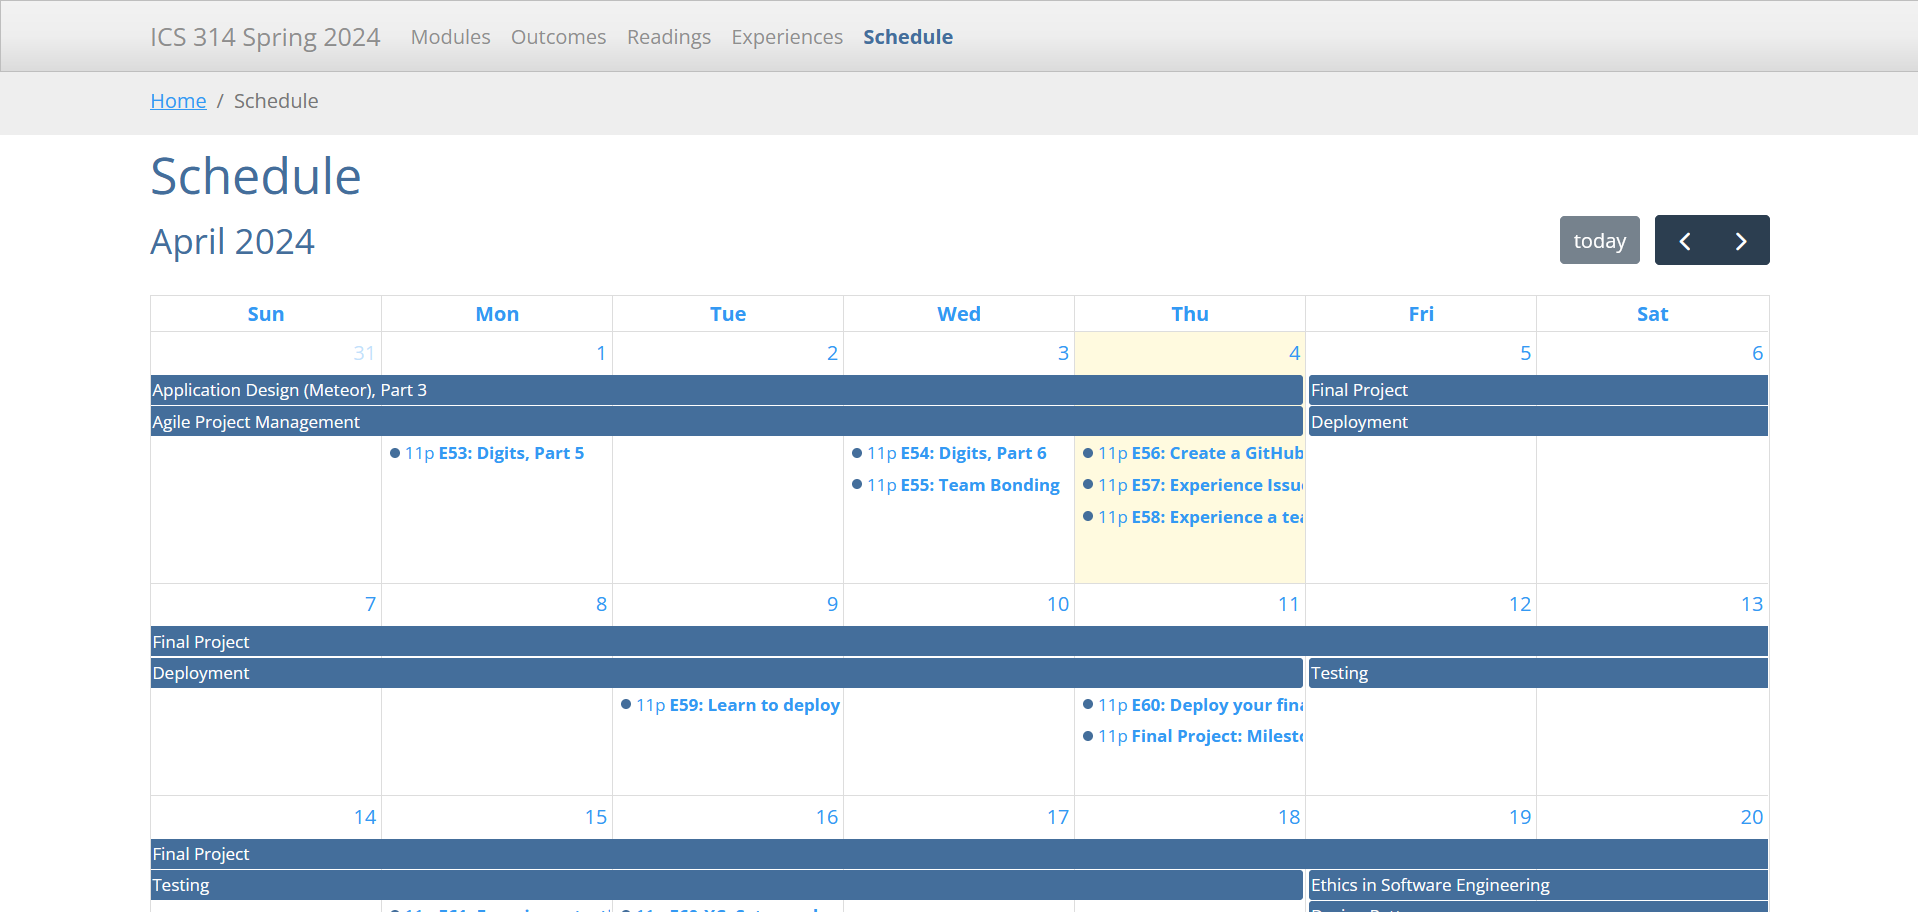 ICS 314 Spring 2024 Modules Outcomes Readings Experiences Schedule
Home / Schedule
Schedule
April 2024
today
Sun Mon Tue Wed Thu Fri Sat
31 1 2 3 4 5 6
Application Design (Meteor), Part 3 Final Project
Agile Project Management Deployment
11p E53: Digits, Part 5 11p E54: Digits, Part 6 11p E56: Create a GitHub
11p E55: Team Bonding 11p E57: Experience Issu
11p E58: Experience a tea
7 8 9 10 11 12 13
Final Project
Deployment Testing
11p E59: Learn to deploy 11p E60: Deploy your fina
11p Final Project: Milesto
14 15 16 17 18 19 20
Final Project
Testing Ethics in Software Engineering